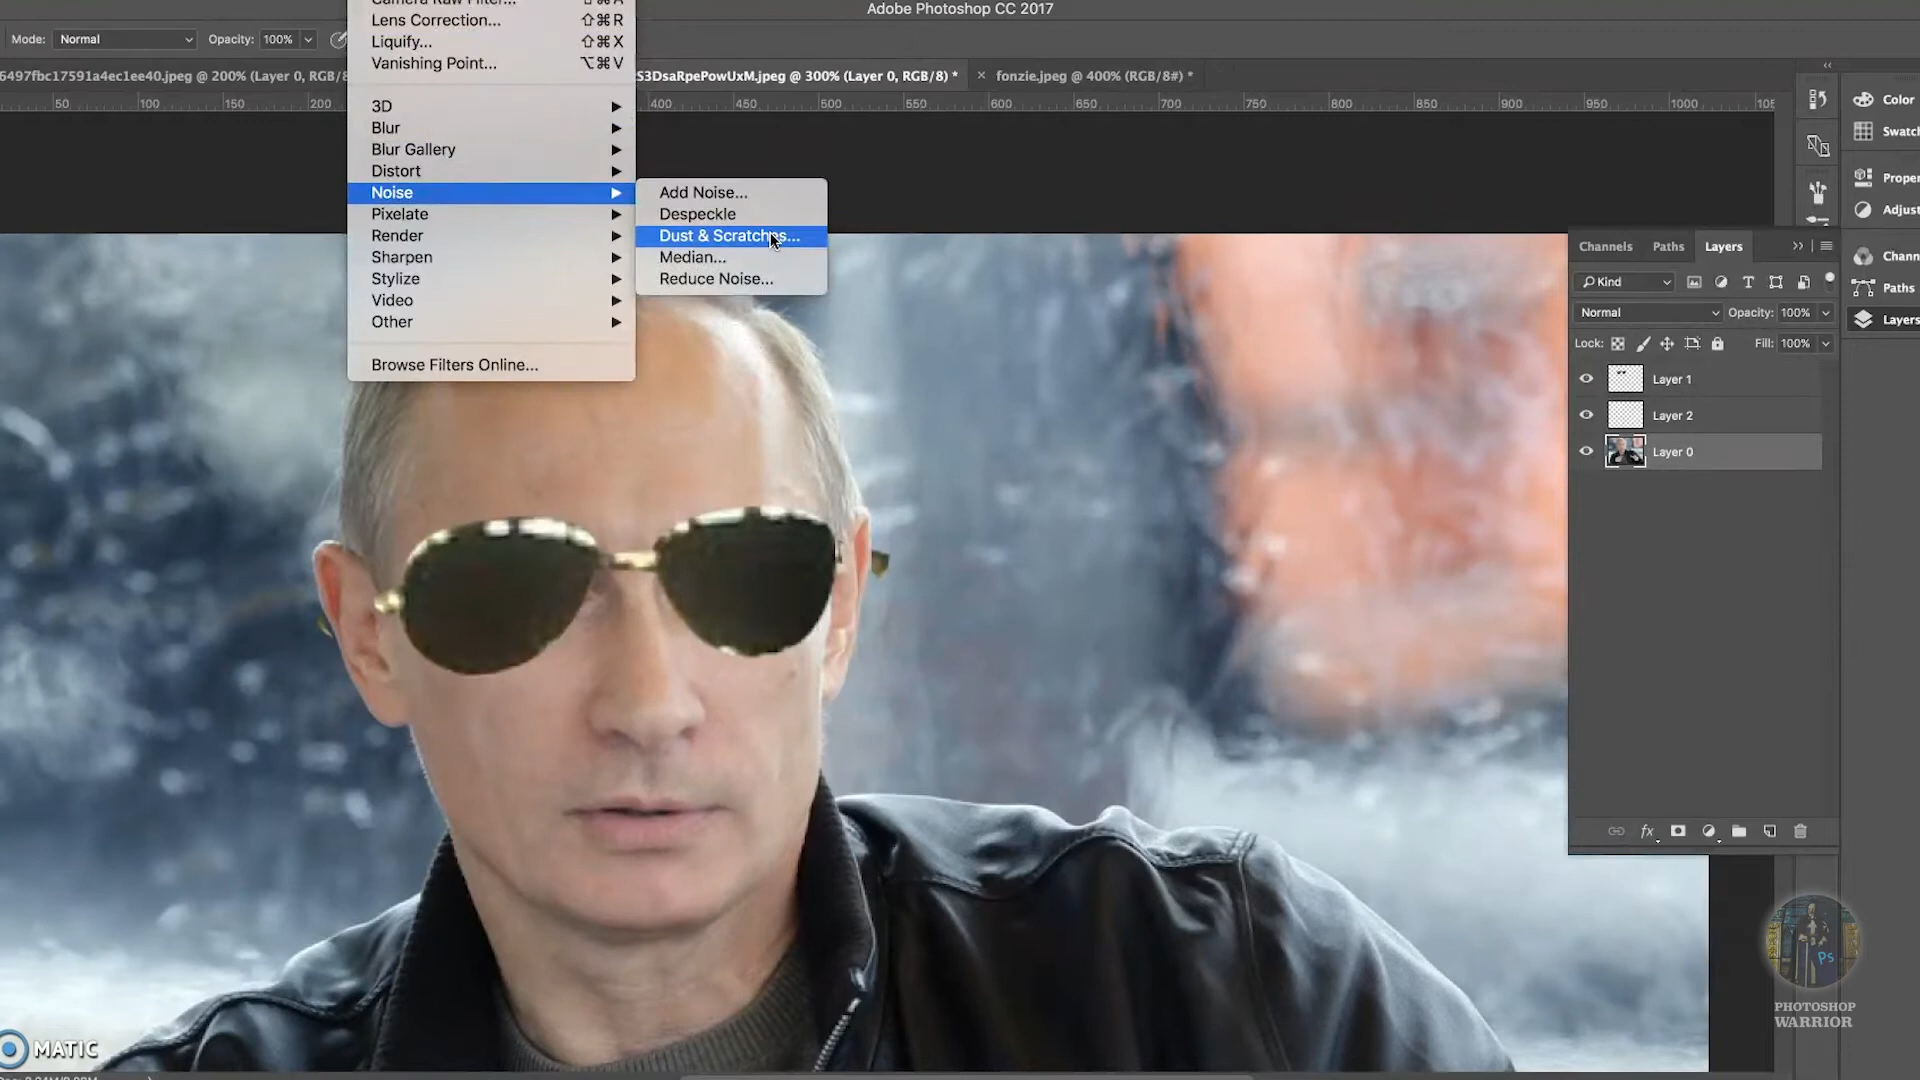 Adobe Photoshop CC 2017
Lens Correction... ⇧⌘R
Mode: Normal Opacity: 100%
Liquify... ⇧⌘X
Vanishing Point... ⌥⌘V
6497fbc17591a4ec1ee40.jpeg @ 200% (Layer 0, RGB/8
S3DsaRpePowUxM.jpeg @ 300% (Layer 0, RGB/8) *
× fonzie.jpeg @ 400% (RGB/8#) *
50 100 150 200 400 450 500 550 600 650 700 750 800 850 900 950 1000 105
3D
Blur
Blur Gallery
Distort
Noise
Pixelate
Render
Sharpen
Stylize
Video
Other
Browse Filters Online...
Add Noise...
Despeckle
Dust & Scratches...
Median...
Reduce Noise...
Color
Swatch
Proper
Adjust
Chann
Paths
Layers
Channels Paths Layers
Kind
Normal Opacity: 100%
Lock: Fill: 100%
Layer 1
Layer 2
Layer 0
fx
Ps
PHOTOSHOP
WARRIOR
MATIC